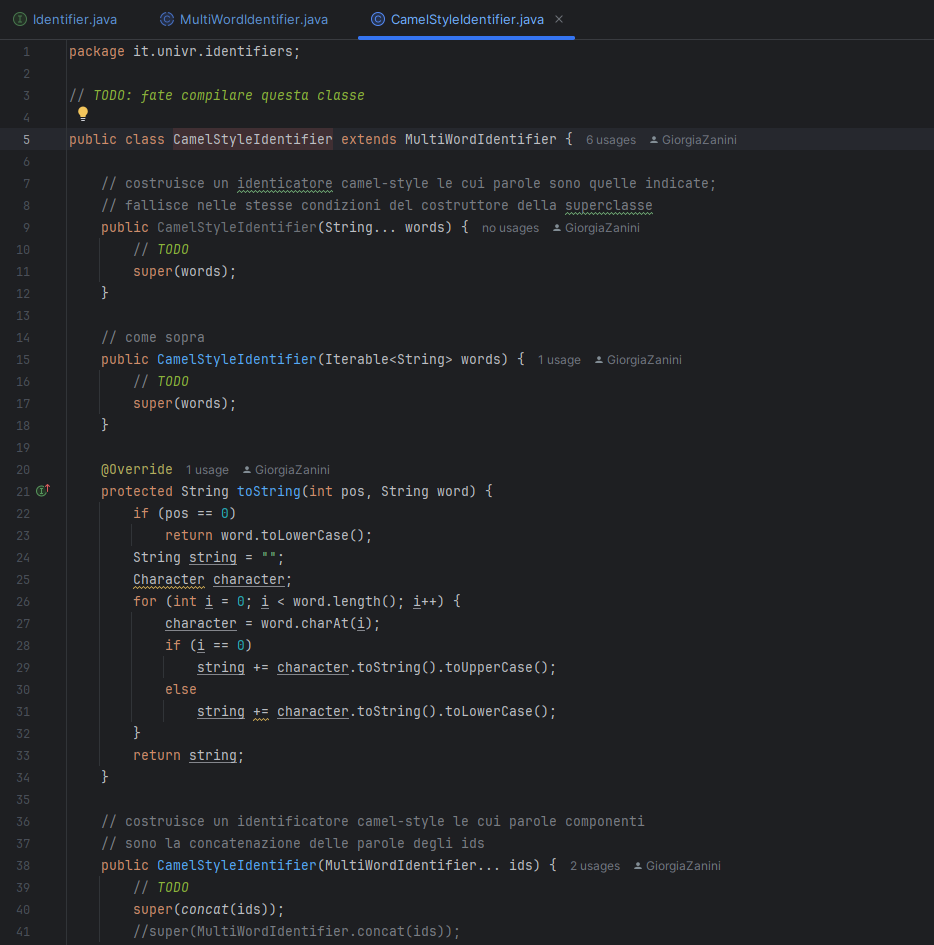 Identifier.java MultiWordIdentifier.java CamelStyleIdentifier.java
1 package it.univr.identifiers;
2
3 // TODO: fate compilare questa classe
4
5 public class CamelStyleIdentifier extends MultiWordIdentifier { 6 usages GiorgiaZanini
6
7 // costruisce un identicatore camel-style le cui parole sono quelle indicate;
8 // fallisce nelle stesse condizioni del costruttore della superclasse
9 public CamelStyleIdentifier(String... words) { no usages GiorgiaZanini
10 // TODO
11 super(words);
12 }
13
14 // come sopra
15 public CamelStyleIdentifier(Iterable<String> words) { 1 usage GiorgiaZanini
16 // TODO
17 super(words);
18 }
19
20 @Override 1 usage GiorgiaZanini
21 protected String toString(int pos, String word) {
22 if (pos == 0)
23 return word.toLowerCase();
24 String string = "";
25 Character character;
26 for (int i = 0; i < word.length(); i++) {
27 character = word.charAt(i);
28 if (i == 0)
29 string += character.toString().toUpperCase();
30 else
31 string += character.toString().toLowerCase();
32 }
33 return string;
34 }
35
36 // costruisce un identificatore camel-style le cui parole componenti
37 // sono la concatenazione delle parole degli ids
38 public CamelStyleIdentifier(MultiWordIdentifier... ids) { 2 usages GiorgiaZanini
39 // TODO
40 super(concat(ids));
41 //super(MultiWordIdentifier.concat(ids));